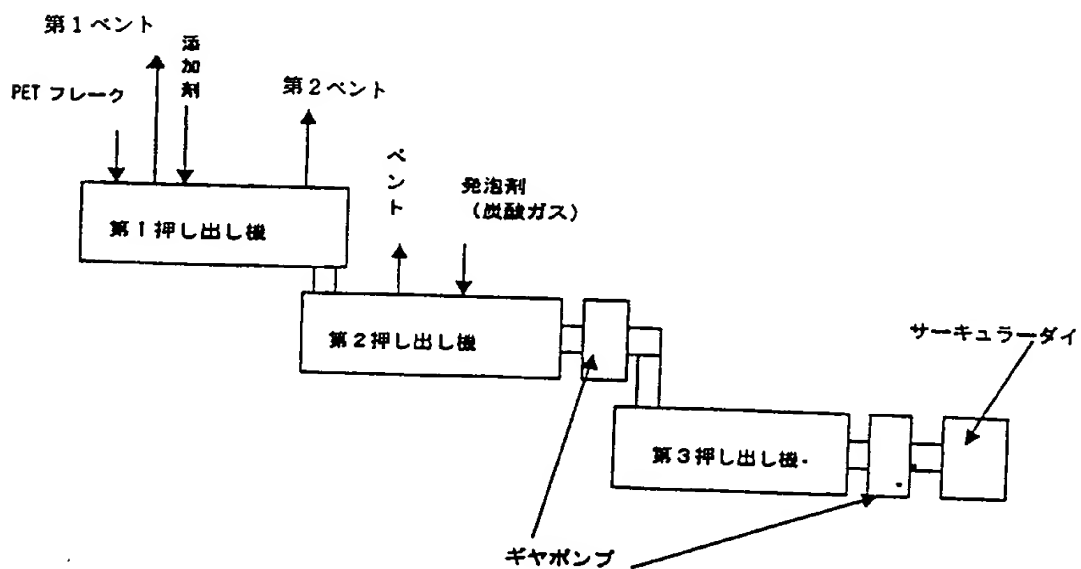 第1ベント
添加剤
PET フレーク
第2ベント
ベント
発泡剤
(炭酸ガス)
第1押し出し機
第2押し出し機
サーキュラーダイ
第3押し出し機
ギヤポンプ